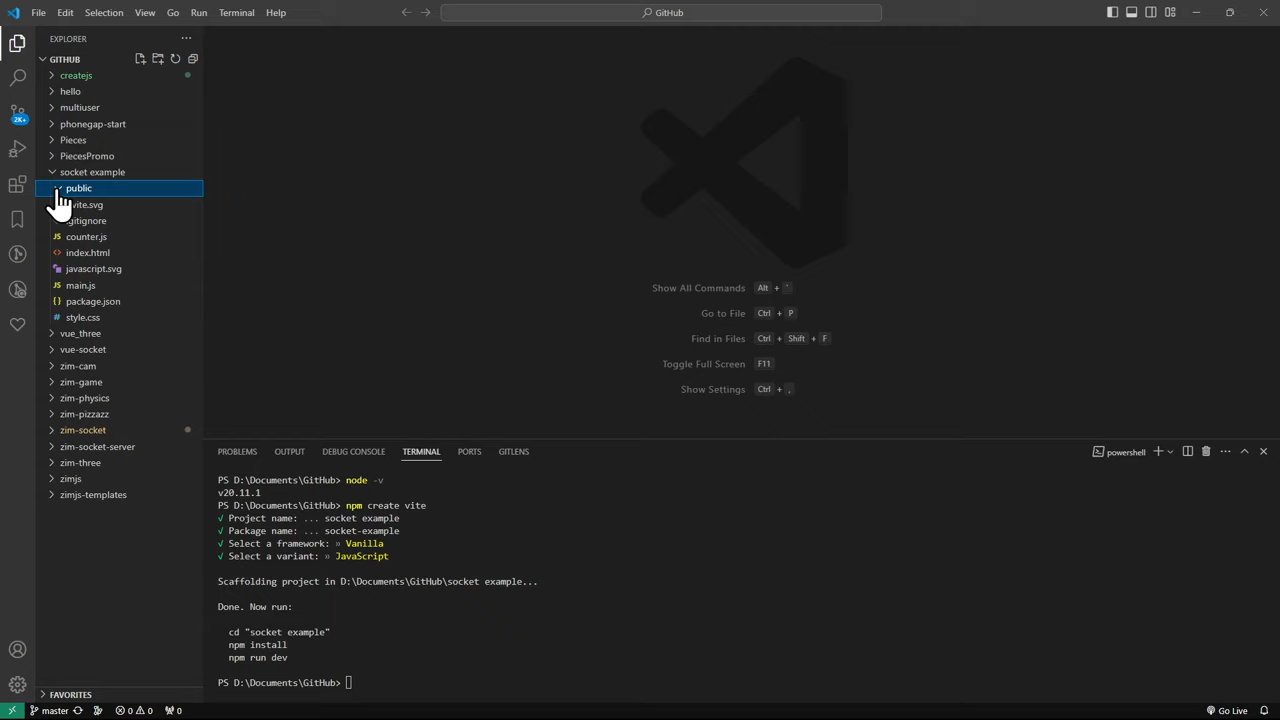 File Edit Selection View Go Run Terminal Help
GitHub
EXPLORER
GITHUB
createjs
hello
multiuser
phonegap-start
Pieces
PiecesPromo
socket example
public
vite.svg
gitignore
JS counter.js
<> index.html
javascript.svg
JS main.js
{} package.json
# style.css
vue_three
vue-socket
zim-cam
zim-game
zim-physics
zim-pizzazz
zim-socket
zim-socket-server
zim-three
zimjs
zimjs-templates
FAVORITES
2K+
Show All Commands Alt + `
Go to File Ctrl + P
Find in Files Ctrl + Shift + F
Toggle Full Screen F11
Show Settings Ctrl + ,
PROBLEMS OUTPUT DEBUG CONSOLE TERMINAL PORTS GITLENS
powershell
PS D:\Documents\GitHub> node -v
v20.11.1
PS D:\Documents\GitHub> npm create vite
√ Project name: ... socket example
√ Package name: ... socket-example
√ Select a framework: » Vanilla
√ Select a variant: » JavaScript
Scaffolding project in D:\Documents\GitHub\socket example...
Done. Now run:
cd "socket example"
npm install
npm run dev
PS D:\Documents\GitHub>
master 0 0 0
Go Live